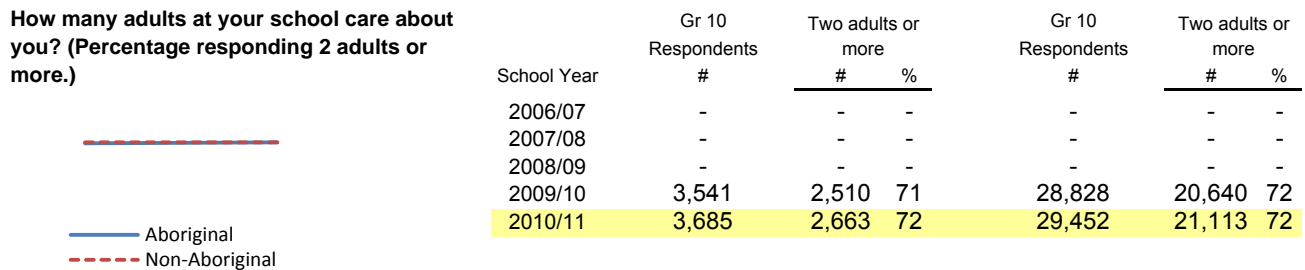 How many adults at your school care about
you? (Percentage responding 2 adults or
more.)
Aboriginal
Non-Aboriginal
Gr 10 Two adults or Gr 10 Two adults or
Respondents more Respondents more
School Year # # % # # %
2006/07 - - - - - -
2007/08 - - - - - -
2008/09 - - - - - -
2009/10 3,541 2,510 71 28,828 20,640 72
2010/11 3,685 2,663 72 29,452 21,113 72